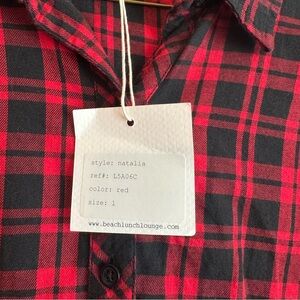 style: natalia
ref#: L5A06C
color: red
size: 1
www.beachlunchlounge.com